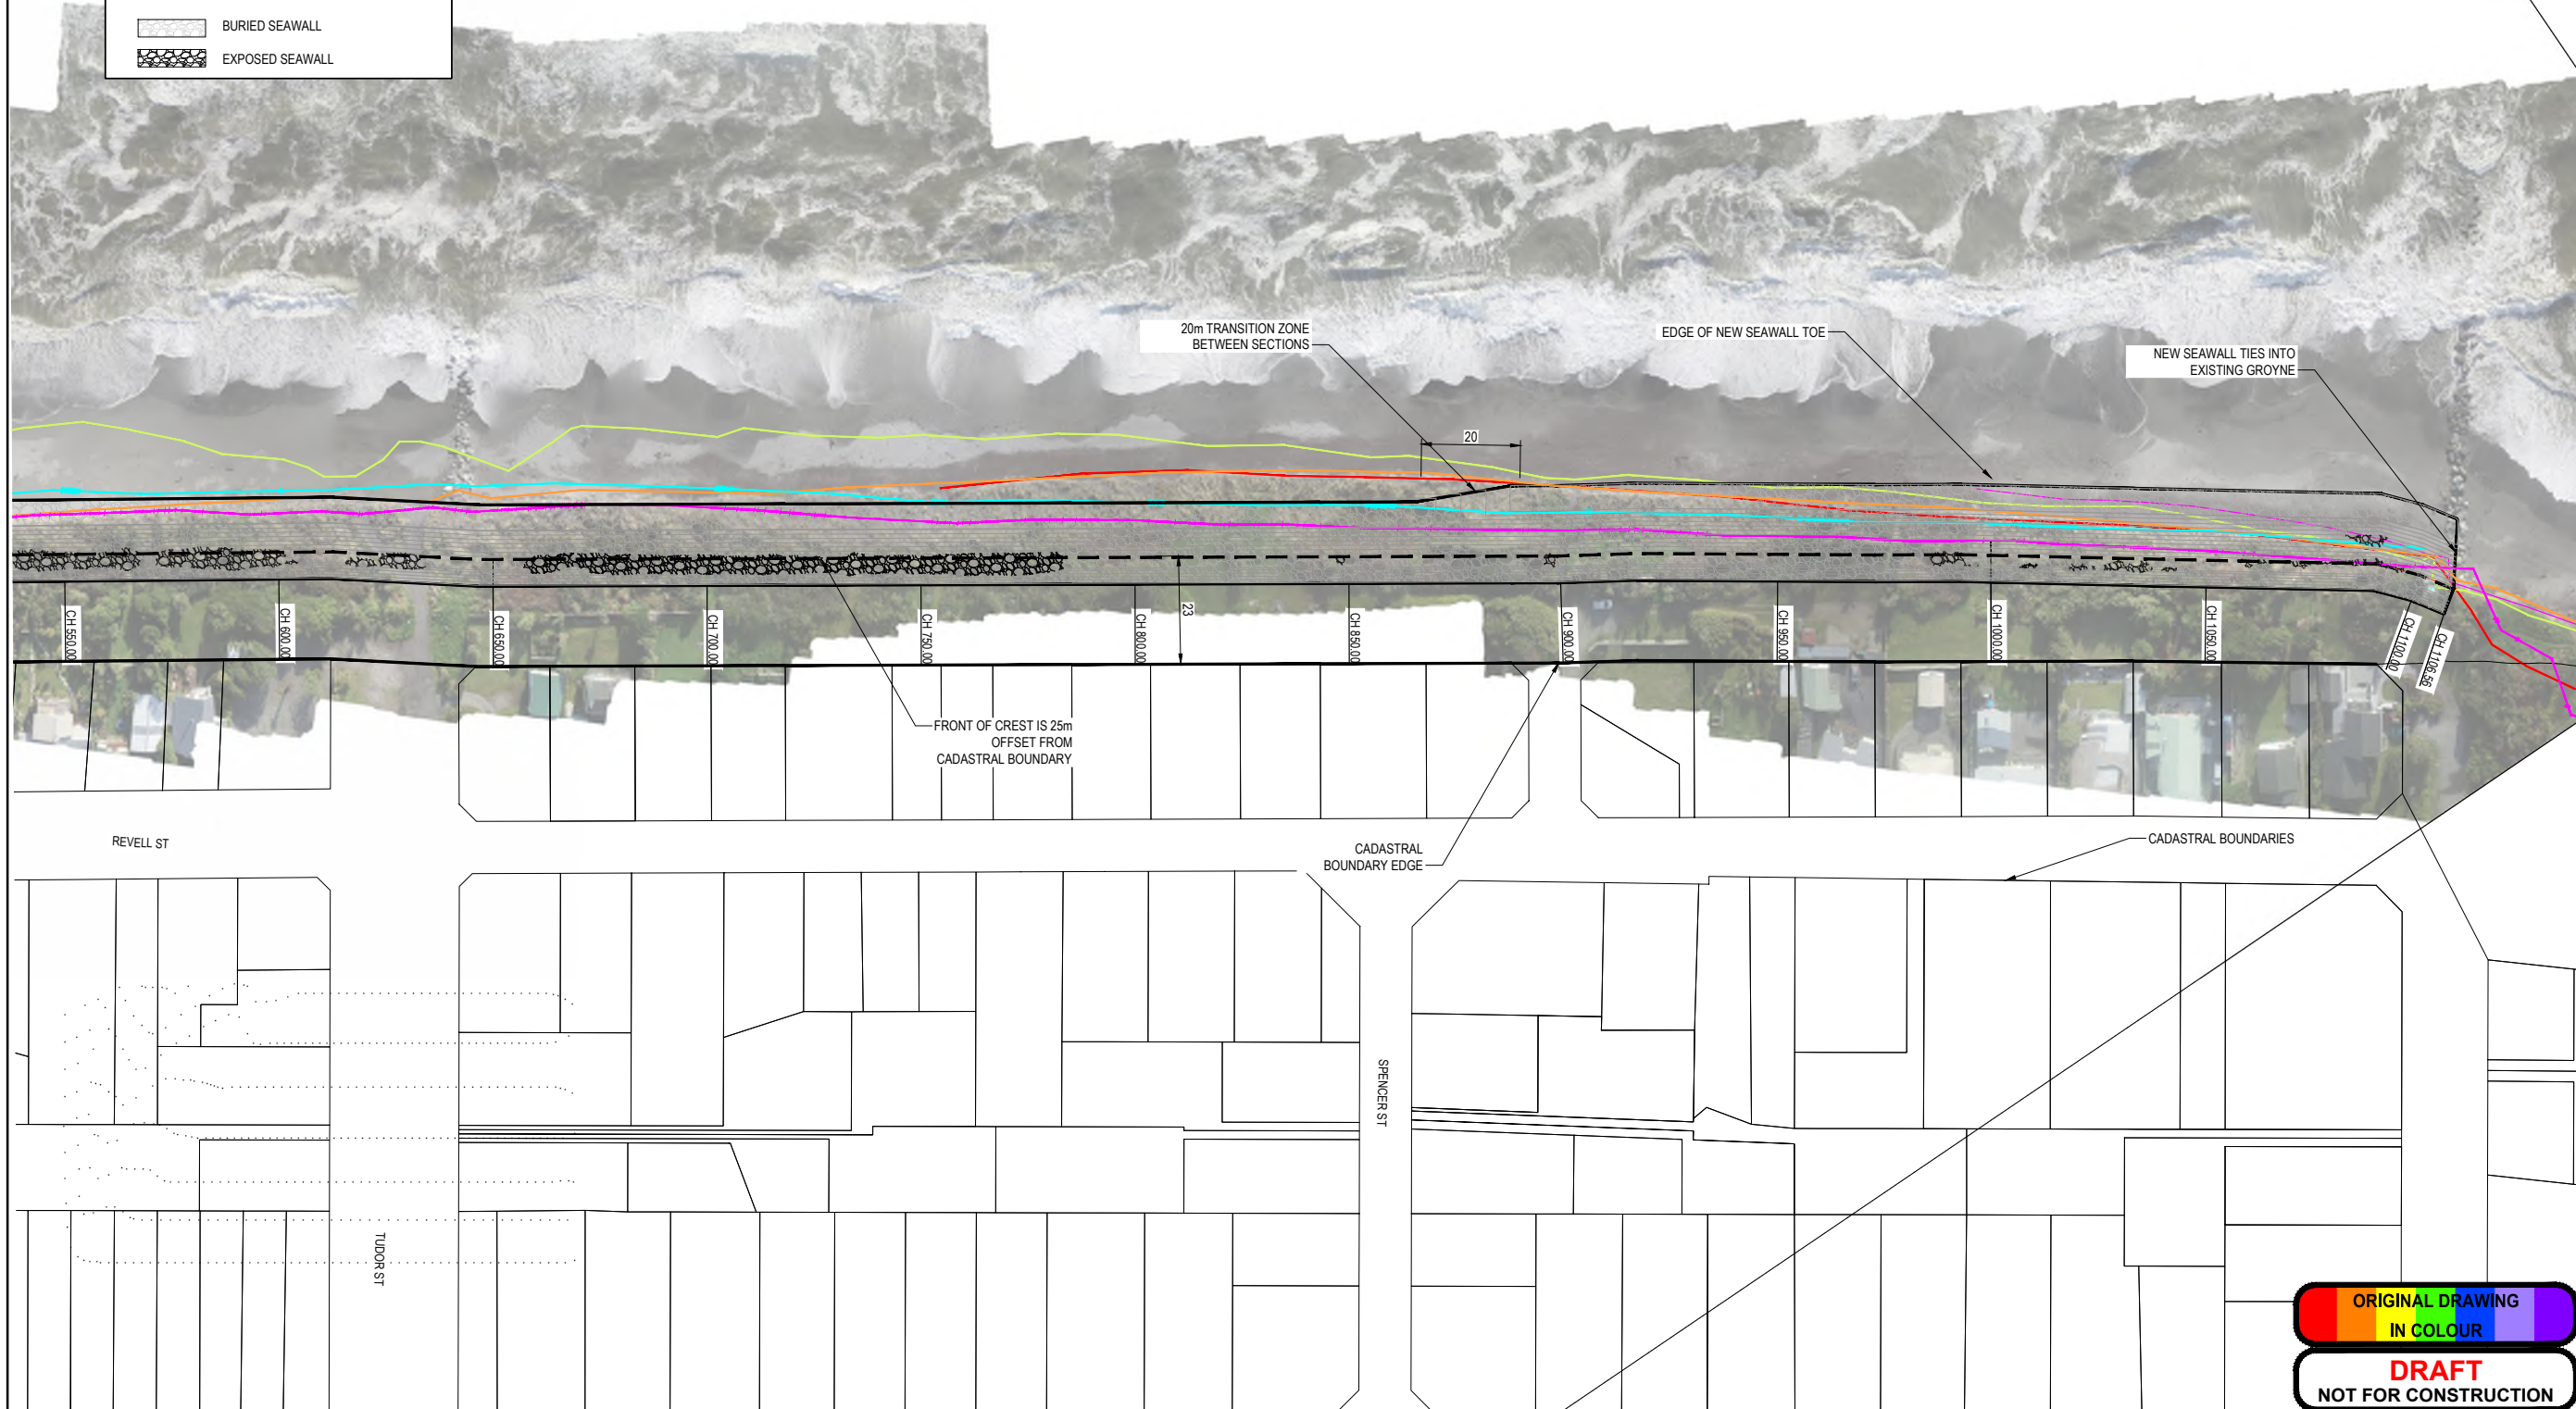 BURIED SEAWALL
EXPOSED SEAWALL
20m TRANSITION ZONE
BETWEEN SECTIONS
EDGE OF NEW SEAWALL TOE
NEW SEAWALL TIES INTO
EXISTING GROYNE
20
23
CH 550.00
CH 600.00
CH 650.00
CH 700.00
CH 750.00
CH 800.00
CH 850.00
CH 900.00
CH 950.00
CH 1000.00
CH 1050.00
CH 1100.00
CH 1106.56
FRONT OF CREST IS 25m
OFFSET FROM
CADASTRAL BOUNDARY
REVELL ST
CADASTRAL
BOUNDARY EDGE
CADASTRAL BOUNDARIES
SPENCER ST
TUDOR ST
ORIGINAL DRAWING
IN COLOUR
DRAFT
NOT FOR CONSTRUCTION